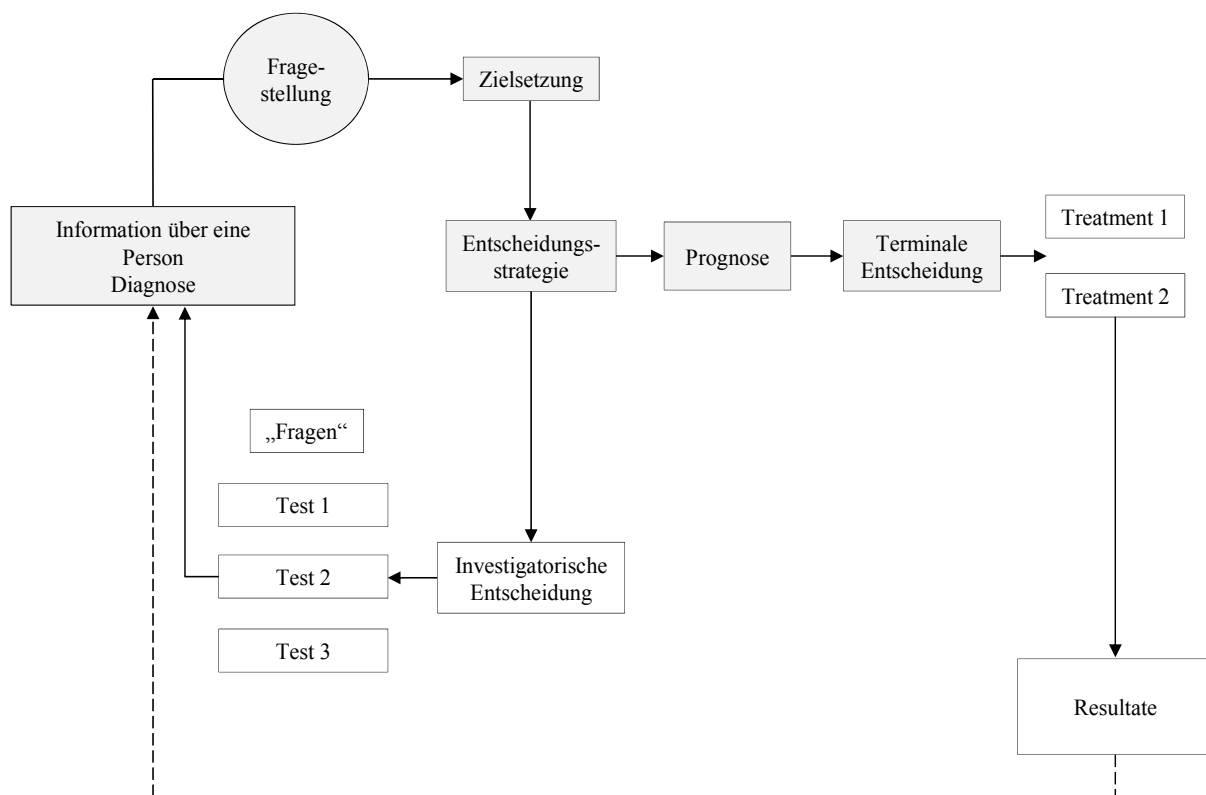 Frage-
stellung
Zielsetzung
Information über eine
Person
Diagnose
Entscheidungs-
strategie
Prognose
Terminale
Entscheidung
Treatment 1
Treatment 2
„Fragen“
Test 1
Test 2
Test 3
Investigatorische
Entscheidung
Resultate